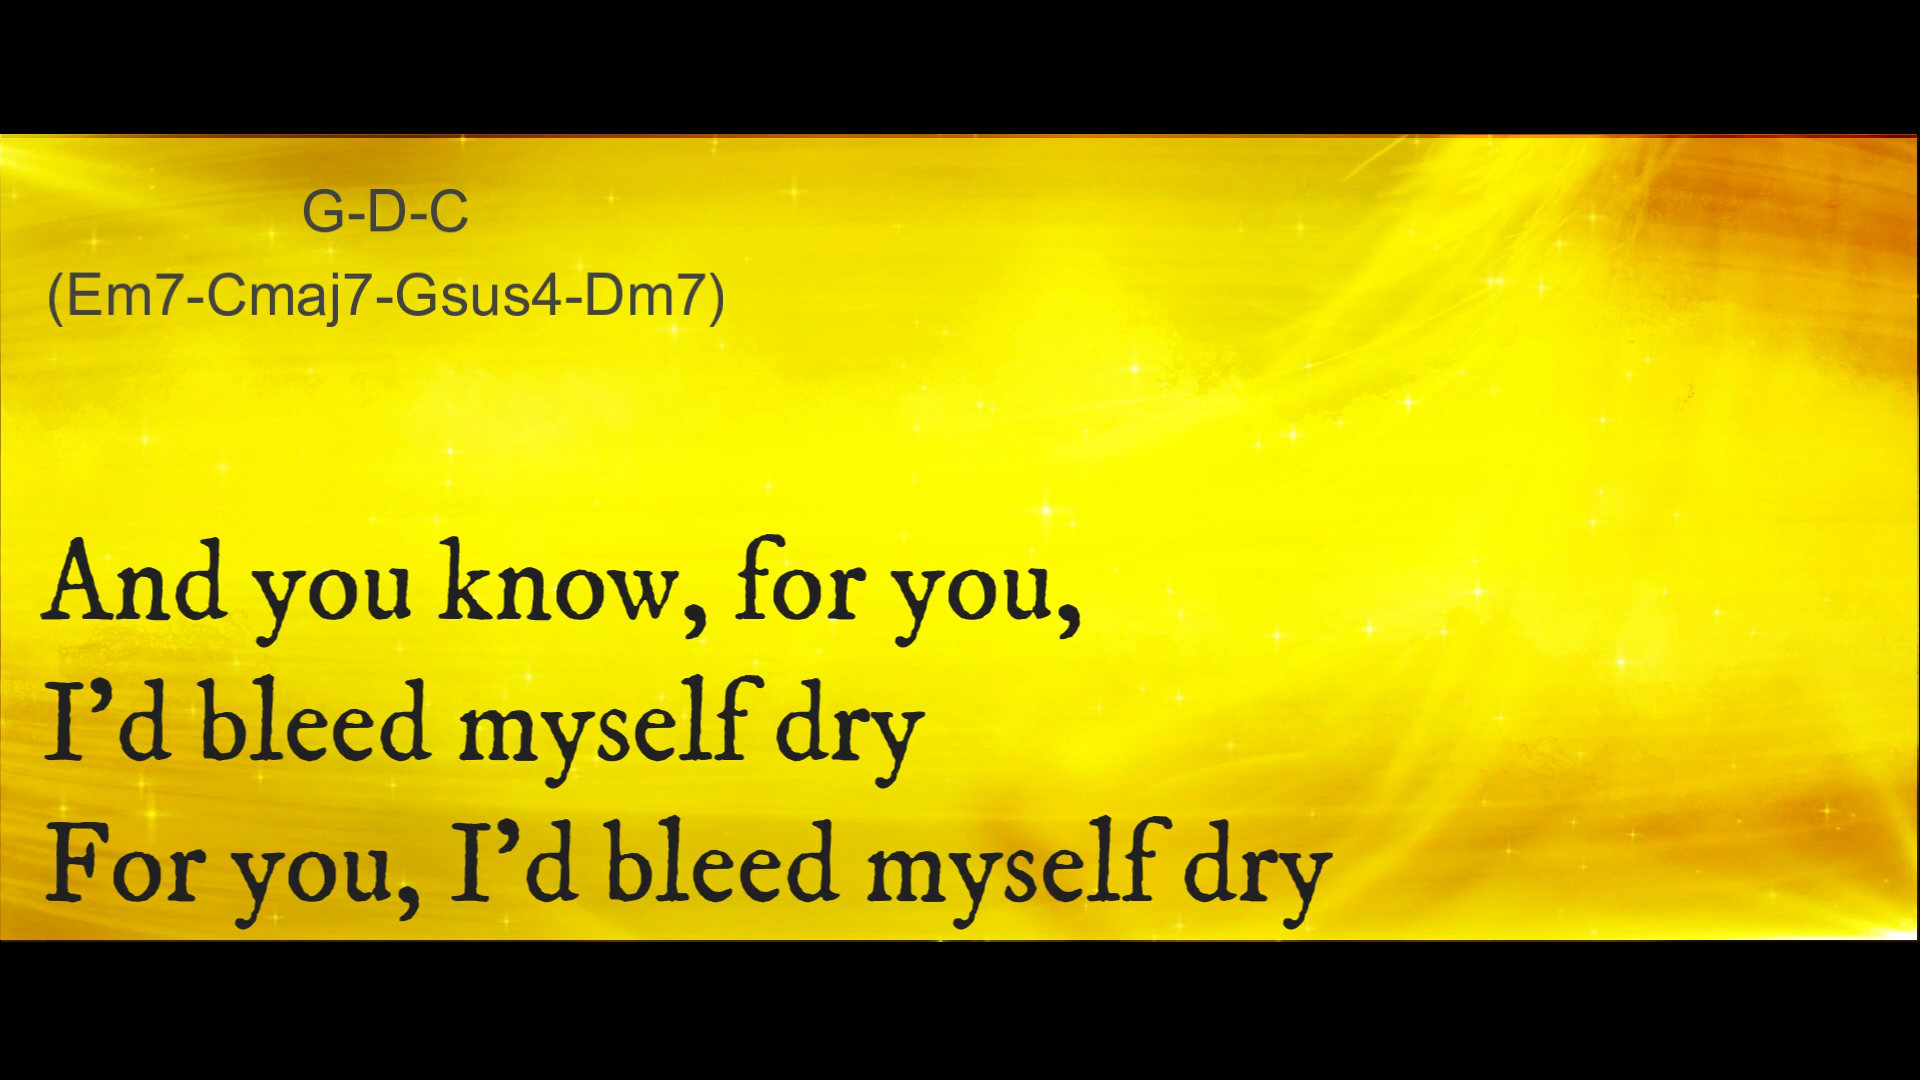 G-D-C
(Em7-Cmaj7-Gsus4-Dm7)
And you know, for you,
I’d bleed myself dry
For you, I’d bleed myself dry